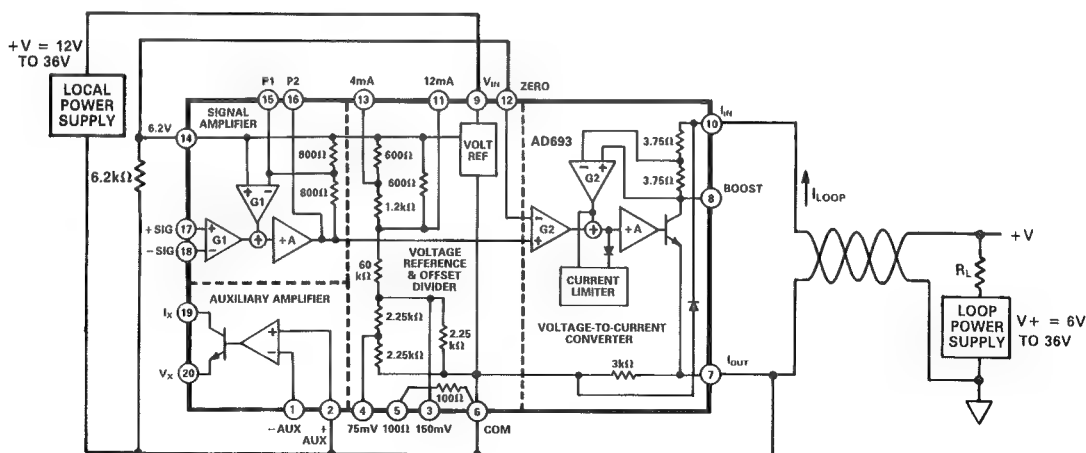 +V = 12V
TO 36V
LOCAL
POWER
SUPPLY
6.2kΩ
P1
P2
4mA
12mA
VIN
ZERO
15
16
13
11
9
12
SIGNAL
AMPLIFIER
6.2V
14
800Ω
800Ω
600Ω
600Ω
1.2kΩ
VOLT
REF
AD693
3.75Ω
3.75Ω
IIN
10
BOOST
8
ILOOP
+ -
G1
+ -
G2
+SIG
17
-SIG
18
+
-
G1
+
+A
-
+
G2
+
+A
CURRENT
LIMITER
60
kΩ
VOLTAGE
REFERENCE
& OFFSET
DIVIDER
AUXILIARY AMPLIFIER
IX
19
VX
20
+
-
2.25kΩ
2.25kΩ
2.25
kΩ
VOLTAGE-TO-CURRENT
CONVERTER
3kΩ
IOUT
7
100Ω
1
2
4
5
3
6
-AUX
+
AUX
75mV
100Ω
150mV
COM
+V
RL
LOOP
POWER
SUPPLY
V+ = 6V
TO 36V